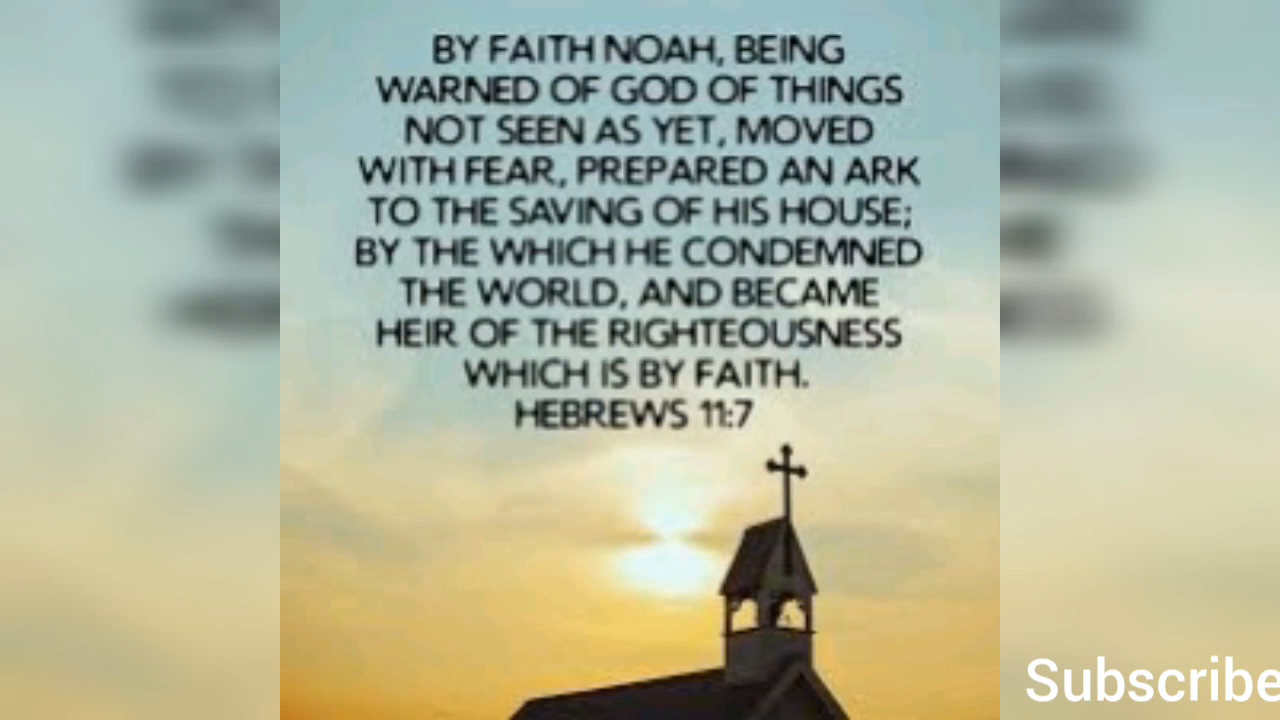 BY FAITH NOAH, BEING
WARNED OF GOD OF THINGS
NOT SEEN AS YET, MOVED
WITH FEAR, PREPARED AN ARK
TO THE SAVING OF HIS HOUSE;
BY THE WHICH HE CONDEMNED
THE WORLD, AND BECAME
HEIR OF THE RIGHTEOUSNESS
WHICH IS BY FAITH.
HEBREWS 11:7
Subscribe